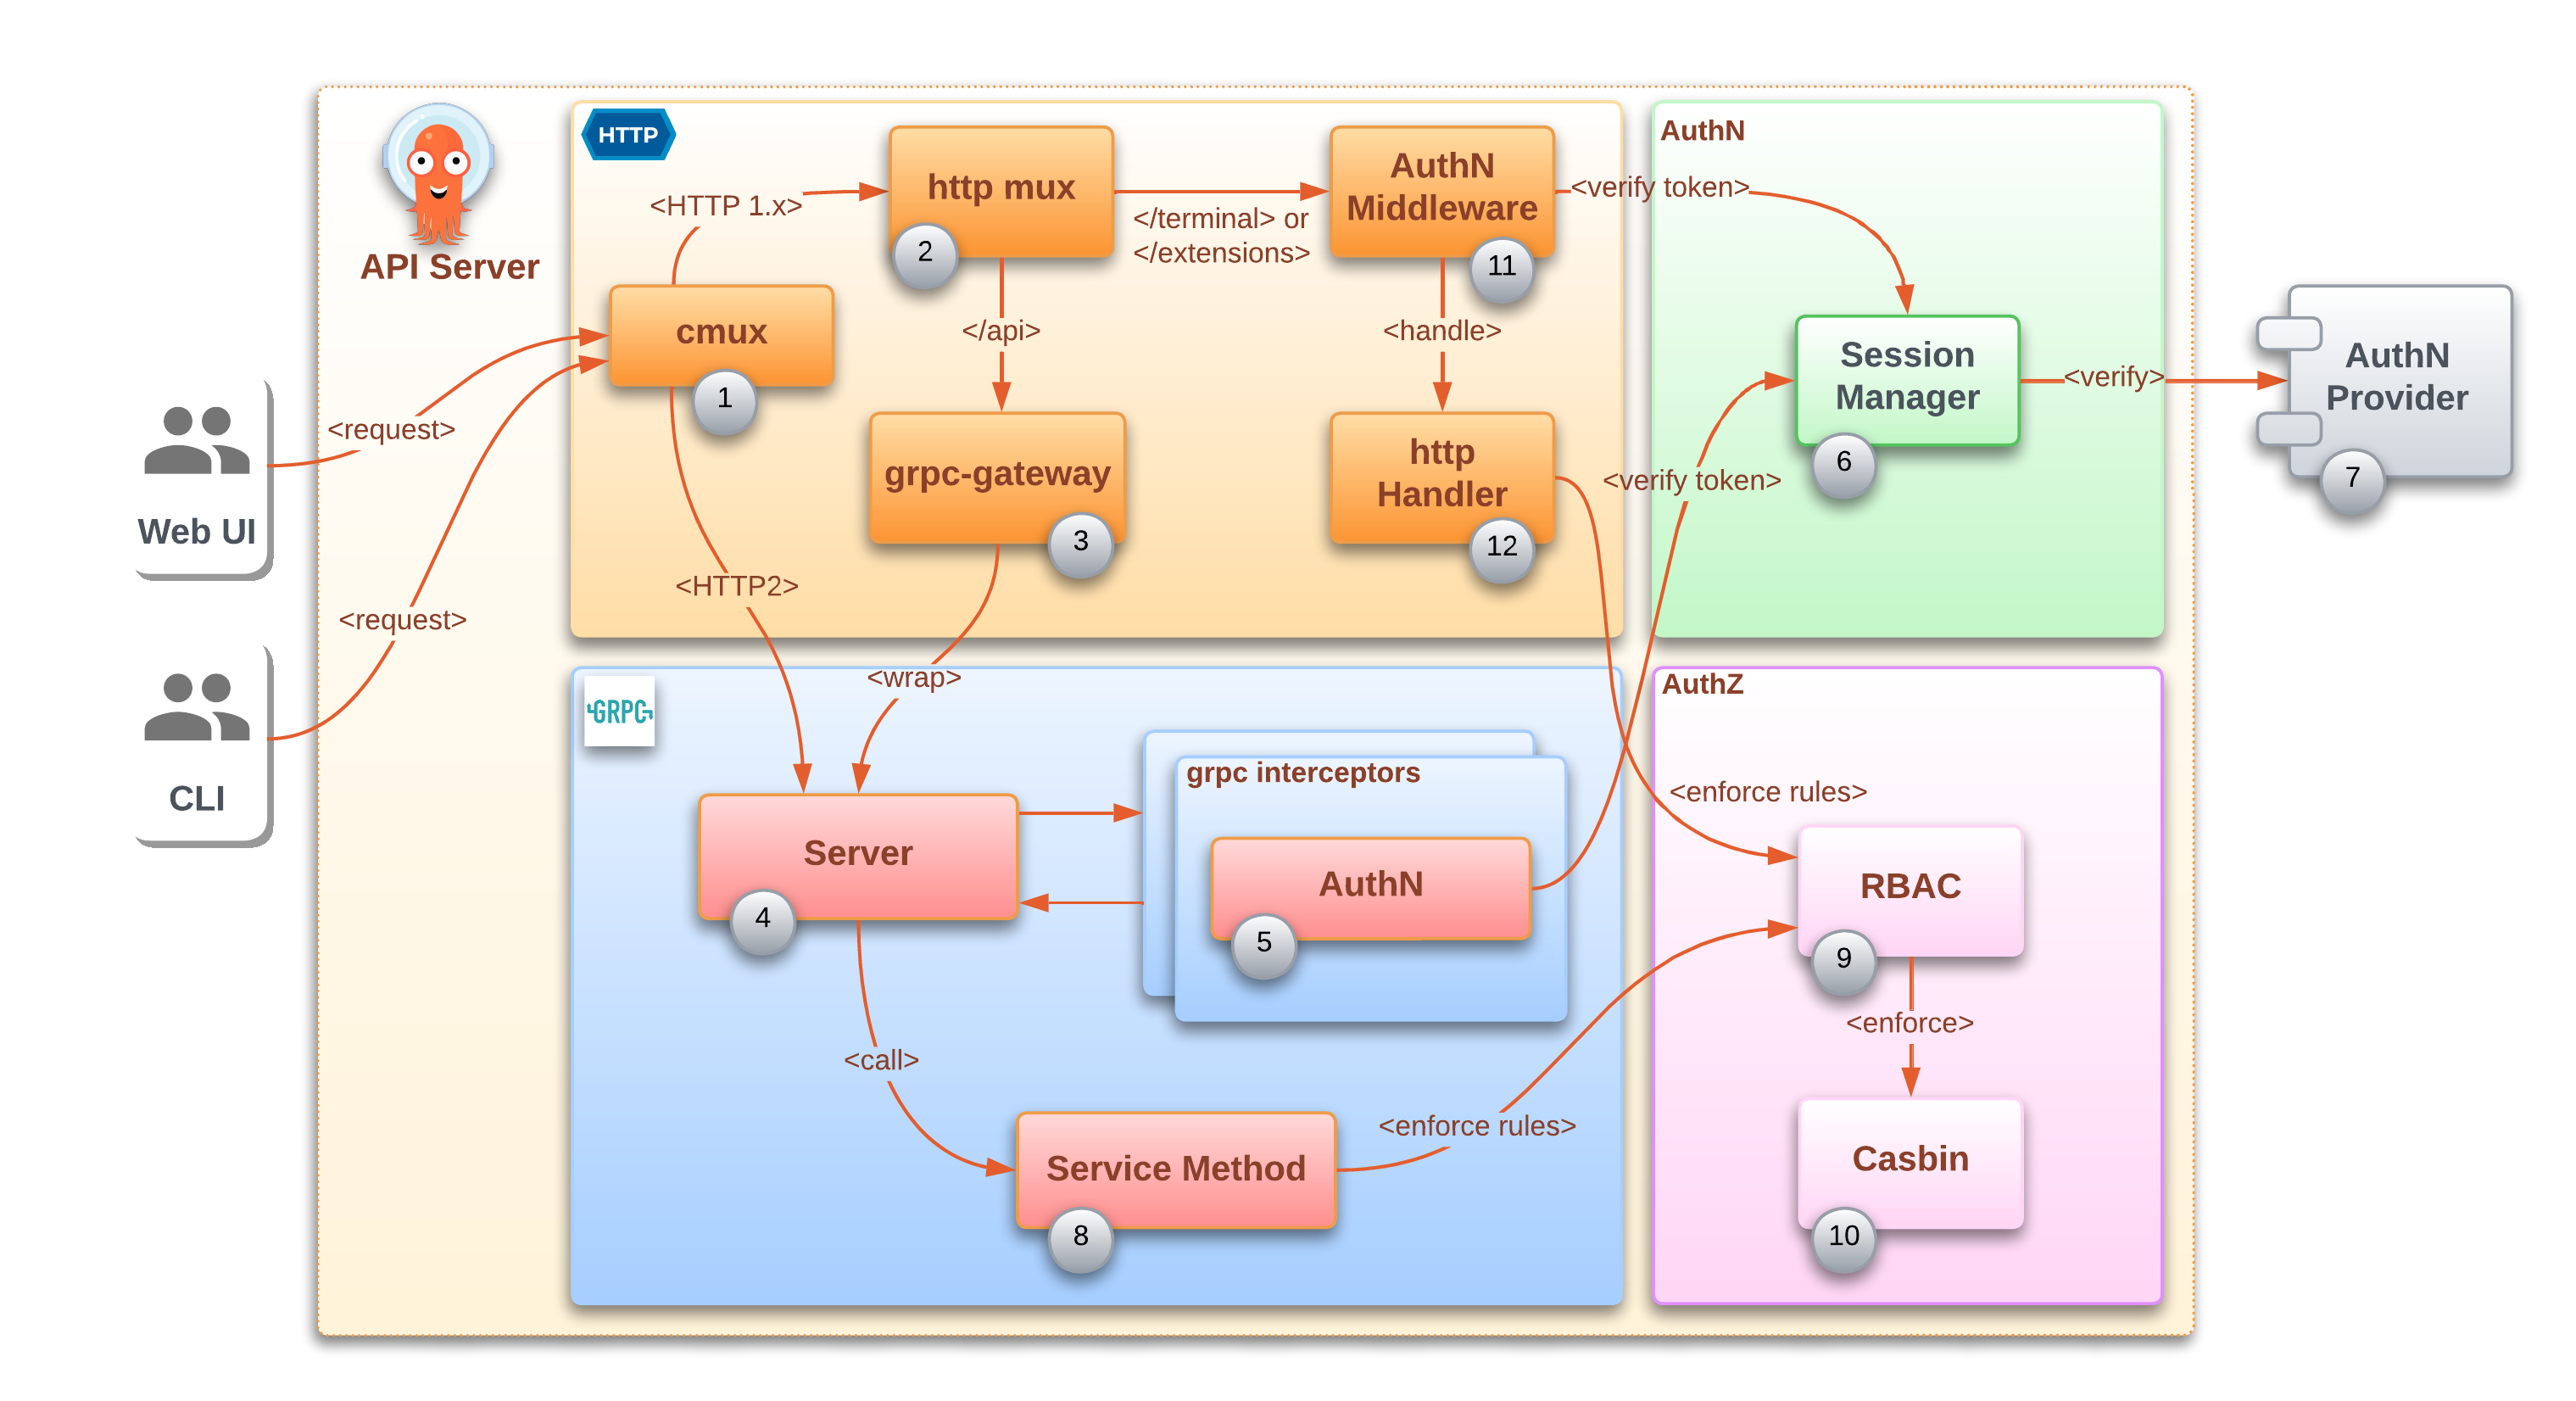 API Server
HTTP
<HTTP 1.x>
http mux
2
</terminal> or
</extensions>
AuthN
Middleware
11
<verify token>
AuthN
cmux
1
</api>
<handle>
Session
Manager
6
<verify>
AuthN
Provider
7
<request>
Web UI
grpc-gateway
3
http
Handler
12
<verify token>
<HTTP2>
<request>
CLI
<wrap>
GRPC
AuthZ
grpc interceptors
<enforce rules>
Server
4
AuthN
5
RBAC
9
<enforce>
<call>
<enforce rules>
Service Method
8
Casbin
10